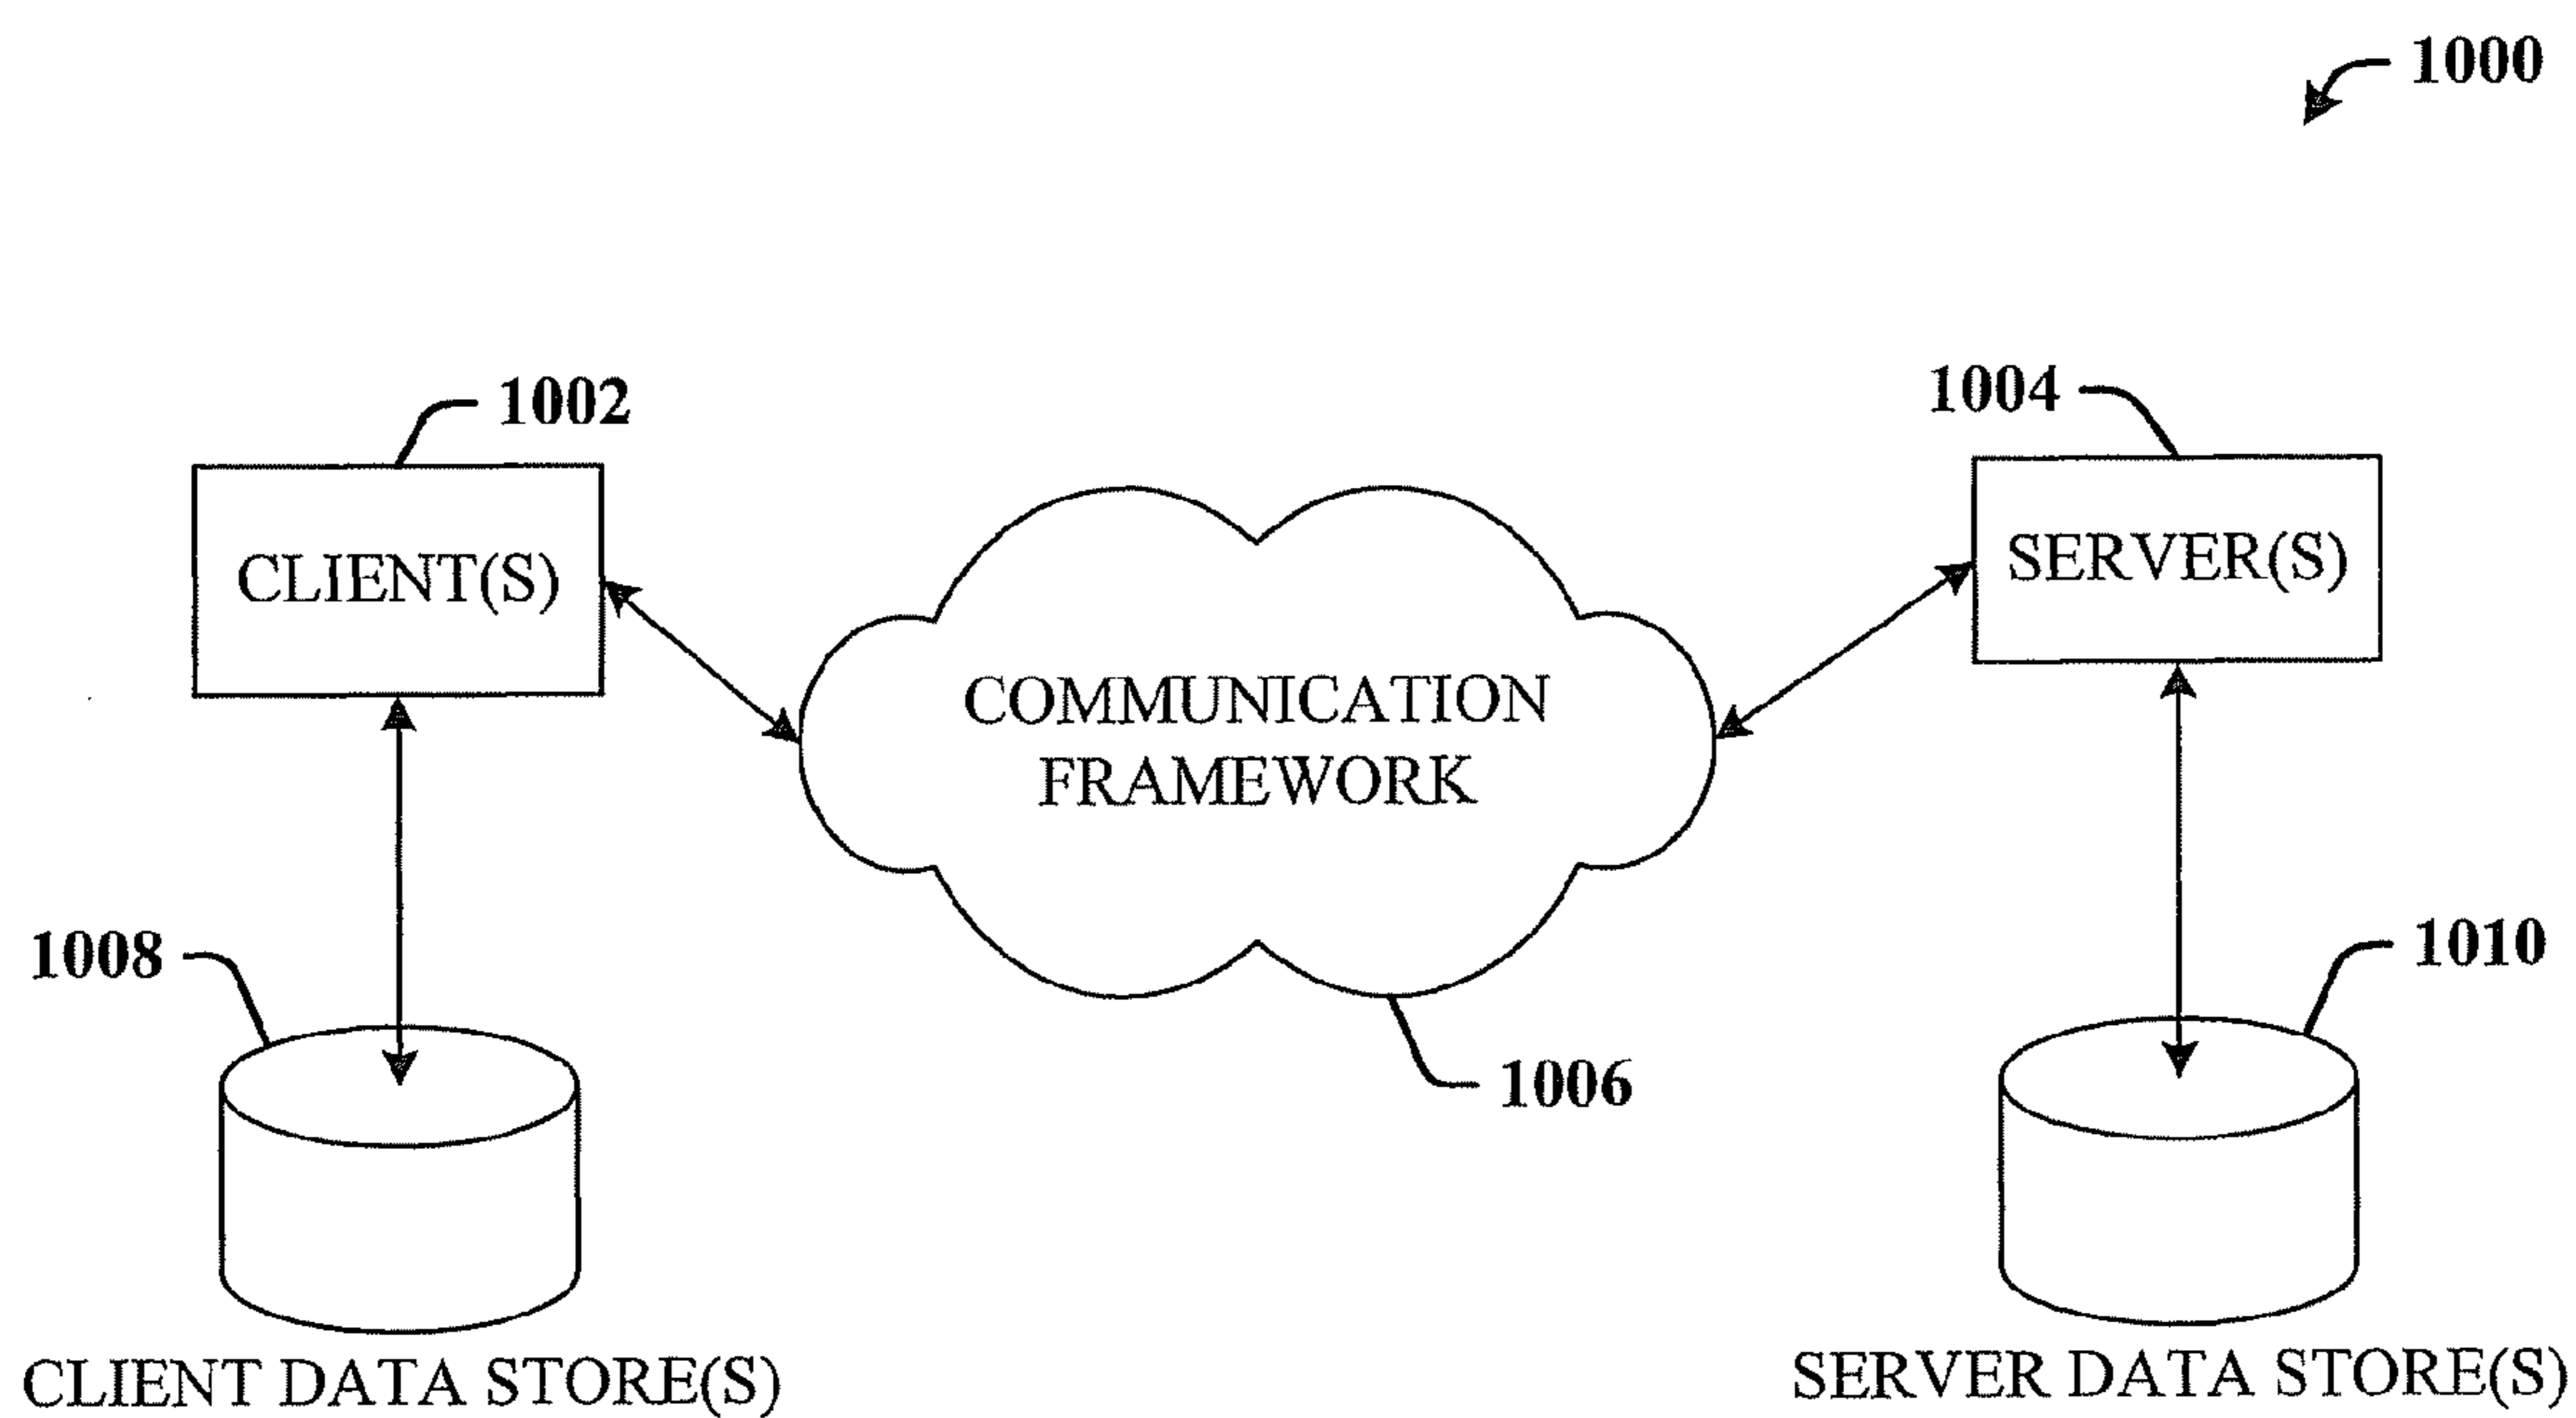 1000
1002
1004
CLIENT(S)
SERVER(S)
COMMUNICATION
FRAMEWORK
1008
1010
1006
CLIENT DATA STORE(S)
SERVER DATA STORE(S)